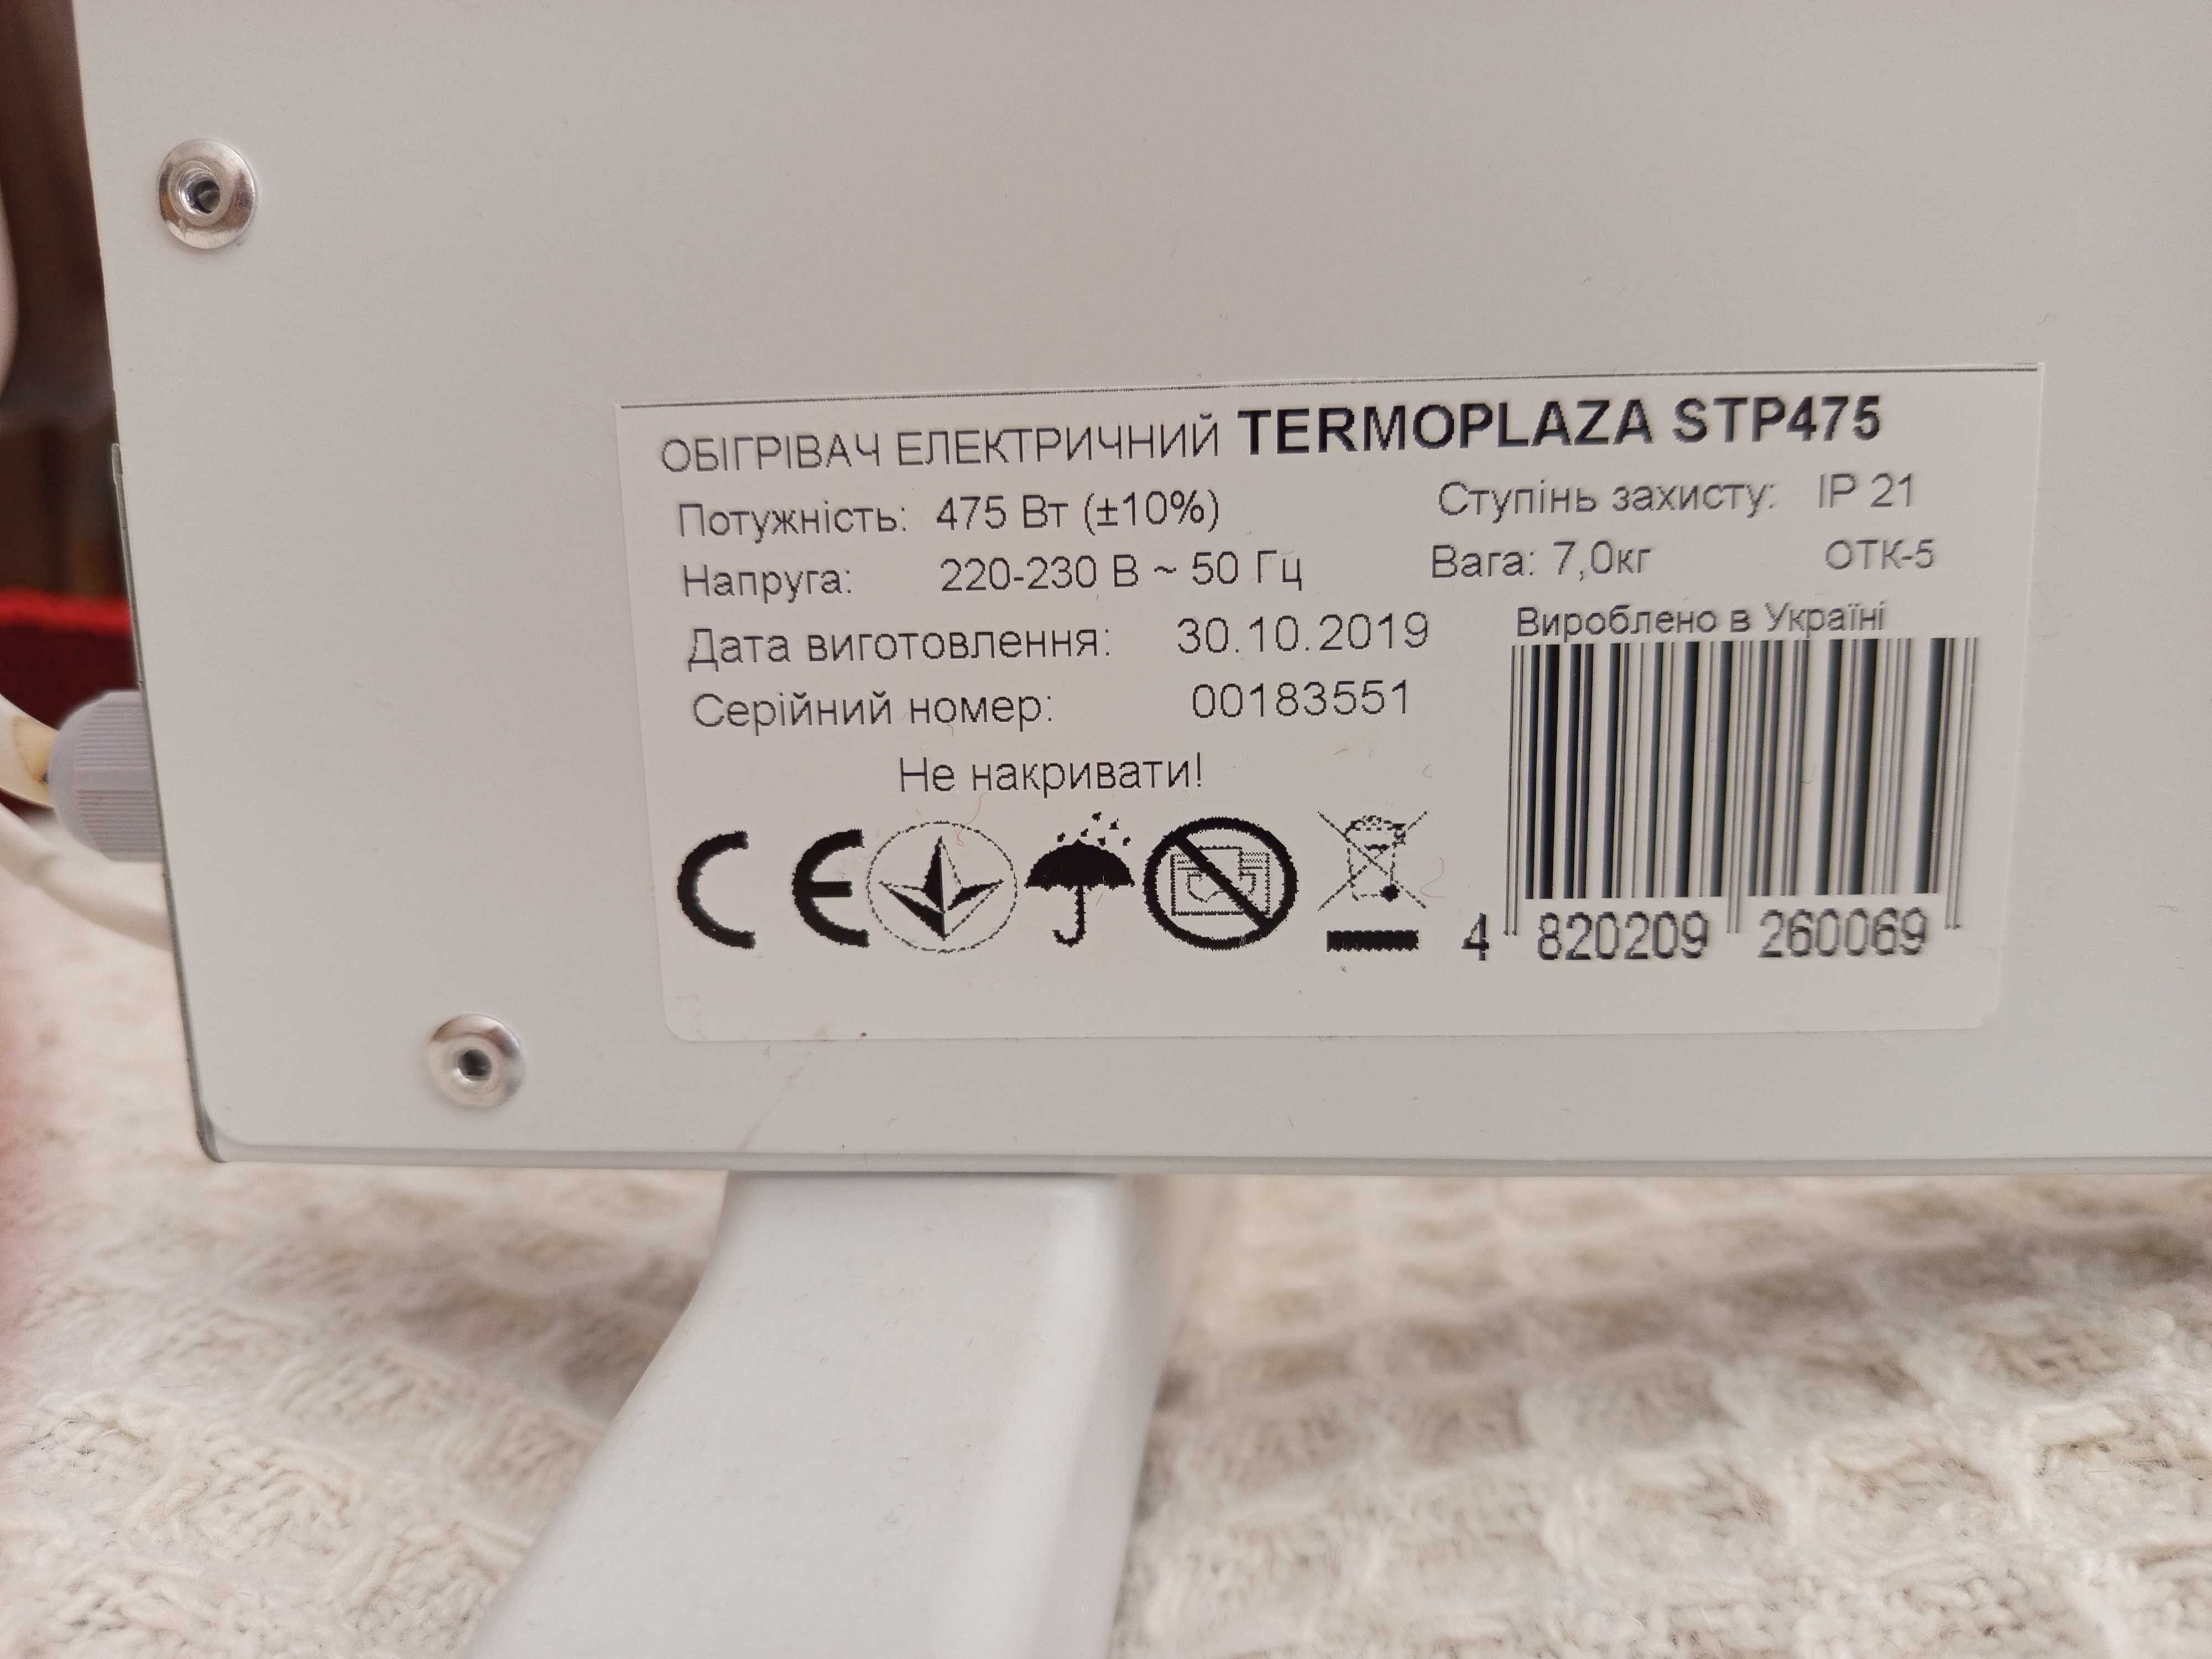 ОБІГРІВАЧ ЕЛЕКТРИЧНИЙ TERMOPLAZA STP475
Потужність: 475 Вт (±10%) Ступінь захисту: IP 21
Напруга: 220-230 В ~ 50 Гц Вага: 7,0кг ОТК-5
Дата виготовлення: 30.10.2019 Вироблено в Україні
Серійний номер: 00183551
Не накривати!
CE
4 820209 260069